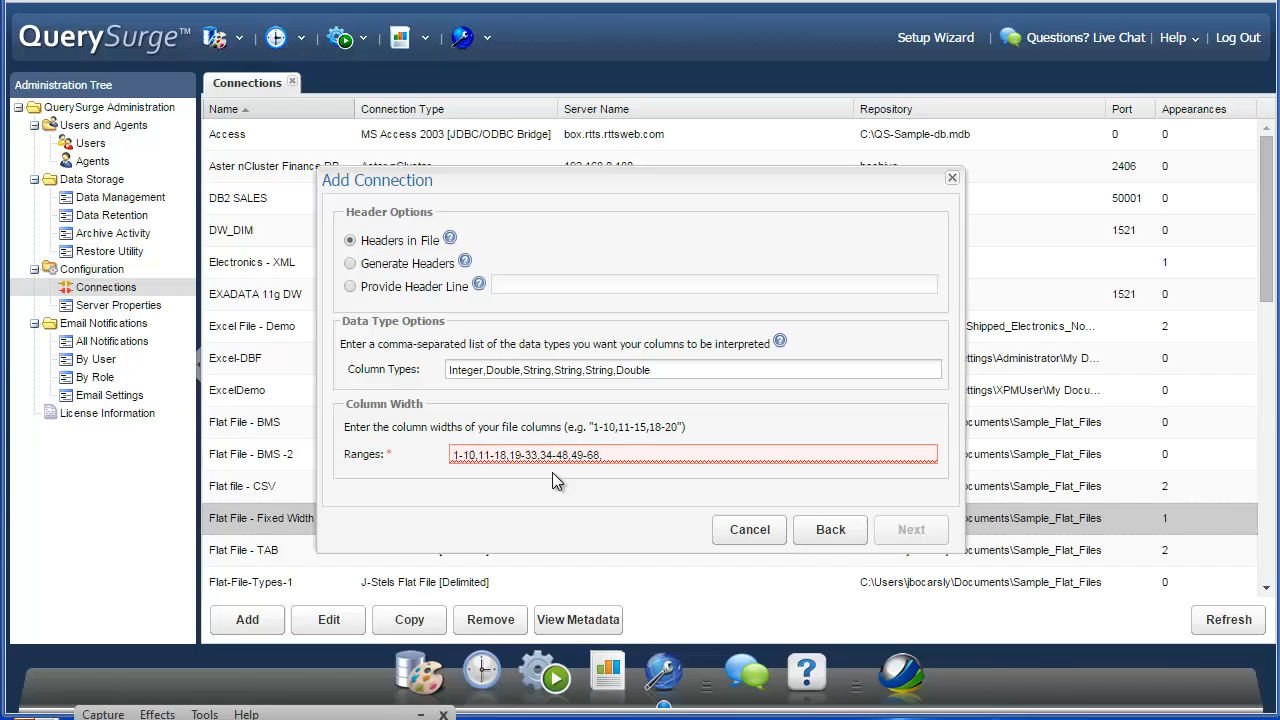 QuerySurge™
Setup Wizard
Questions? Live Chat
Help
Log Out
Administration Tree
QuerySurge Administration
Users and Agents
Users
Agents
Data Storage
Data Management
Data Retention
Archive Activity
Restore Utility
Configuration
Connections
Server Properties
Email Notifications
All Notifications
By User
By Role
Email Settings
License Information
Connections
Name Connection Type Server Name Repository Port Appearances
Access MS Access 2003 [JDBC/ODBC Bridge] box.rttsweb.com C:\QS-Sample-db.mdb 0 0
Aster nCluster Finance 2406 0
DB2 SALES 50001 0
DW_DIM 1521 0
Electronics - XML 1
EXADATA 11g DW 1521 0
Excel File - Demo Shipped_Electronics_No... 2
Excel-DBF ettings\Administrator\My D... 0
ExcelDemo ettings\XPMUser\My Docu... 0
Flat File - BMS ocuments\Sample_Flat_Files 0
Flat File - BMS -2 ocuments\Sample_Flat_Files 0
Flat file - CSV ocuments\Sample_Flat_Files 2
Flat File - Fixed Width ocuments\Sample_Flat_Files 1
Flat File - TAB ocuments\Sample_Flat_Files 2
Flat-File-Types-1 J-Stels Flat File [Delimited] C:\Users\jbocarsly\Documents\Sample_Flat_Files 0
Add Connection
Header Options
Headers in File
Generate Headers
Provide Header Line
Data Type Options
Enter a comma-separated list of the data types you want your columns to be interpreted
Column Types: Integer,Double,String,String,String,Double
Column Width
Enter the column widths of your file columns (e.g. "1-10,11-15,18-20")
Ranges: * 1-10,11-18,19-33,34-48,49-68,
Cancel
Back
Next
Add
Edit
Copy
Remove
View Metadata
Refresh
Capture Effects Tools Help